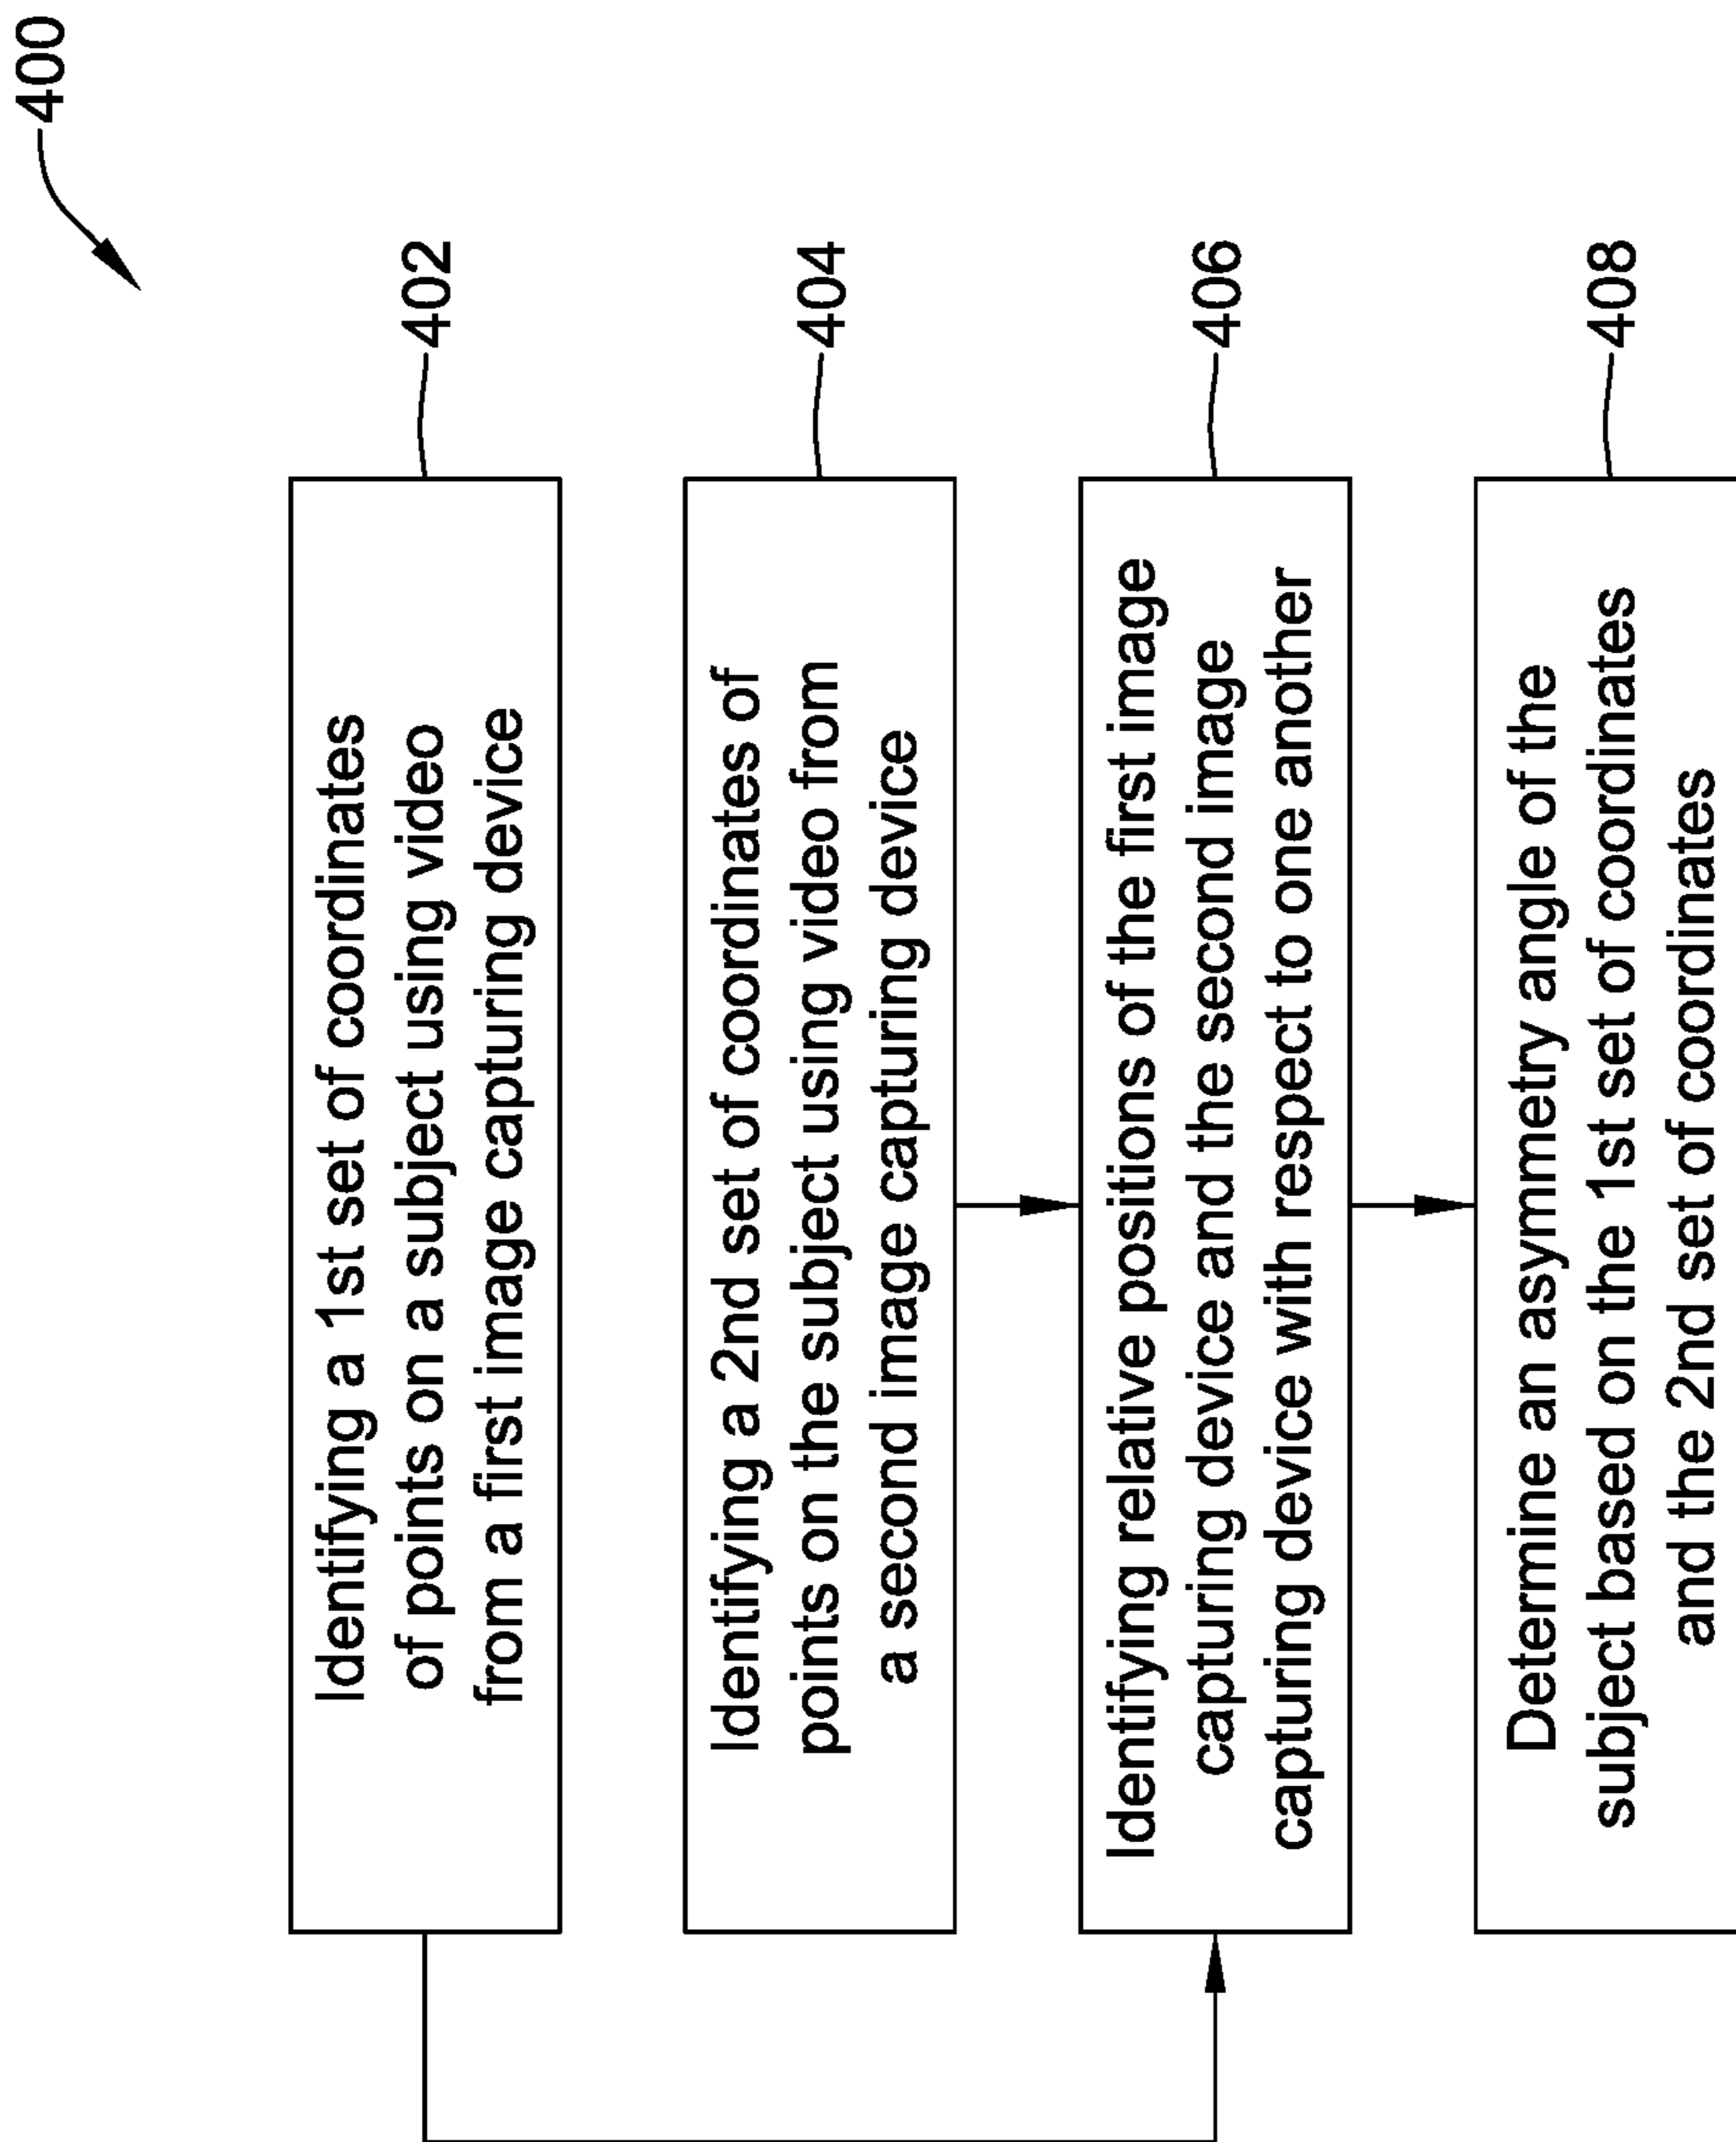 400
Identifying a 1st set of coordinates
of points on a subject using video
from a first image capturing device
402
Identifying a 2nd set of coordinates of
points on the subject using video from
a second image capturing device
404
Identifying relative positions of the first image
capturing device and the second image
capturing device with respect to one another
406
Determine an asymmetry angle of the
subject based on the 1st set of coordinates
and the 2nd set of coordinates
408